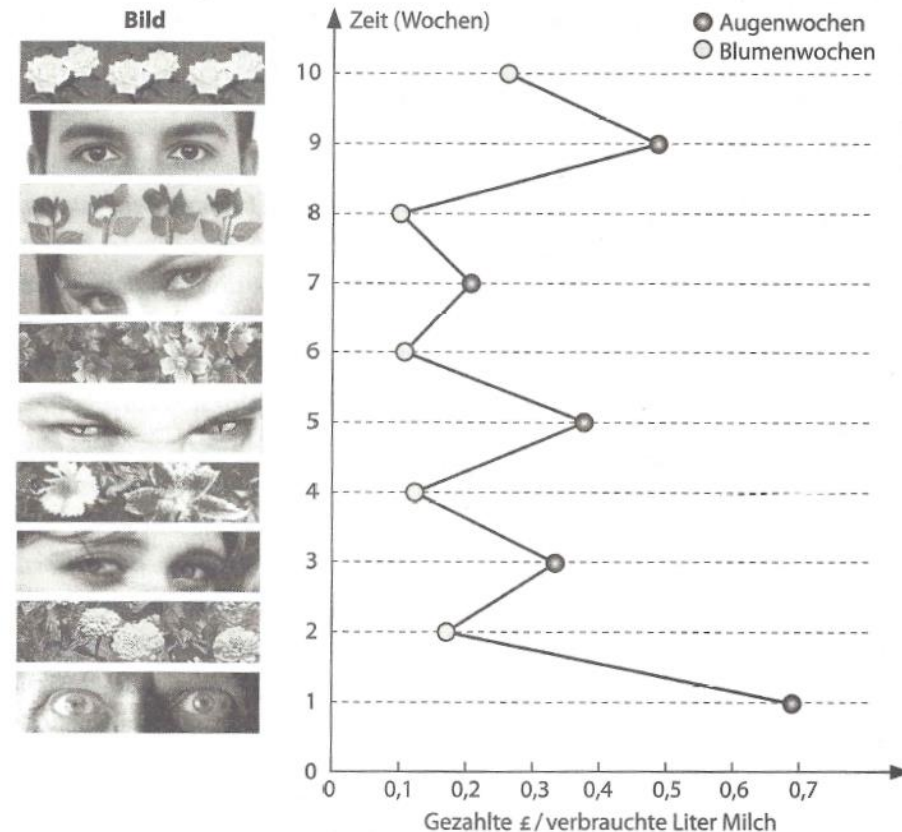 Bild
Zeit (Wochen)
Augenwochen
Blumenwochen
10
9
8
7
6
5
4
3
2
1
0
0 0,1 0,2 0,3 0,4 0,5 0,6 0,7
Gezahlte £/verbrauchte Liter Milch